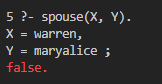 5 ?- spouse(X, Y).
X = warren,
Y = maryalice ;
false.